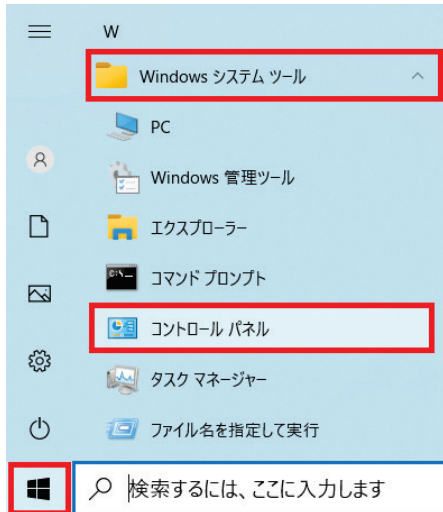 W
Windows システム ツール
PC
Windows 管理ツール
エクスプローラー
コマンド プロンプト
コントロール パネル
タスク マネージャー
ファイル名を指定して実行
検索するには、ここに入力します